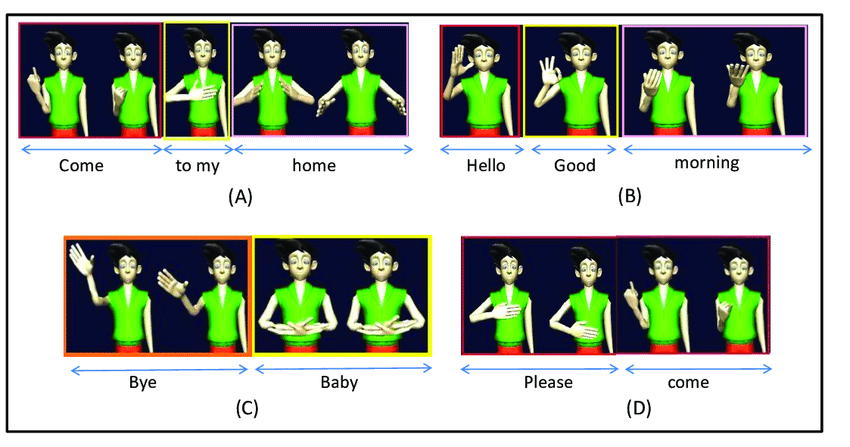 Come to my home
(A)
Hello Good morning
(B)
Bye Baby
(C)
Please come
(D)